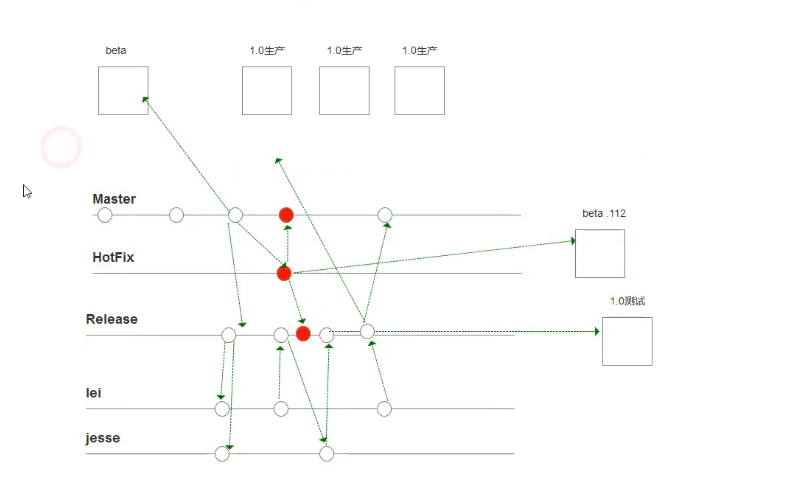 beta
1.0生产
1.0生产
1.0生产
Master
beta .112
HotFix
1.0测试
Release
lei
jesse